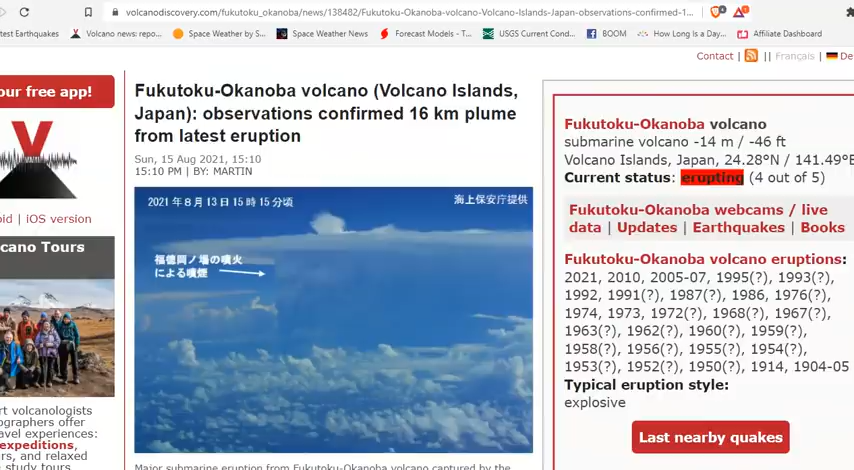 volcanodiscovery.com/fukutoku_okanoba/news/138482/Fukutoku-Okanoba-volcano-Volcano-Islands-Japan-observations-confirmed-1...
test Earthquakes
Volcano news: repo...
Space Weather by S...
Space Weather News
Forecast Models - T...
USGS Current Cond...
BOOM
How Long Is a Day...
Affiliate Dashboard
Contact | || Français | De
our free app!
oid | iOS version
cano Tours
rt volcanologists
ographers offer
avel experiences:
expeditions,
rs, and relaxed
study tours
Fukutoku-Okanoba volcano (Volcano Islands,
Japan): observations confirmed 16 km plume
from latest eruption
Sun, 15 Aug 2021, 15:10
15:10 PM | BY: MARTIN
2021年8月13日15時15分頃
海上保安庁提供
福徳岡ノ場の噴火
による噴煙
Major submarine eruption from Fukutoku-Okanoba volcano captured by the
Fukutoku-Okanoba volcano
submarine volcano -14 m / -46 ft
Volcano Islands, Japan, 24.28°N / 141.49°E
Current status: erupting (4 out of 5)
Fukutoku-Okanoba webcams / live
data | Updates | Earthquakes | Books
Fukutoku-Okanoba volcano eruptions:
2021, 2010, 2005-07, 1995(?), 1993(?),
1992, 1991(?), 1987(?), 1986, 1976(?),
1974, 1973, 1972(?), 1968(?), 1967(?),
1963(?), 1962(?), 1960(?), 1959(?),
1958(?), 1956(?), 1955(?), 1954(?),
1953(?), 1952(?), 1950(?), 1914, 1904-05
Typical eruption style:
explosive
Last nearby quakes